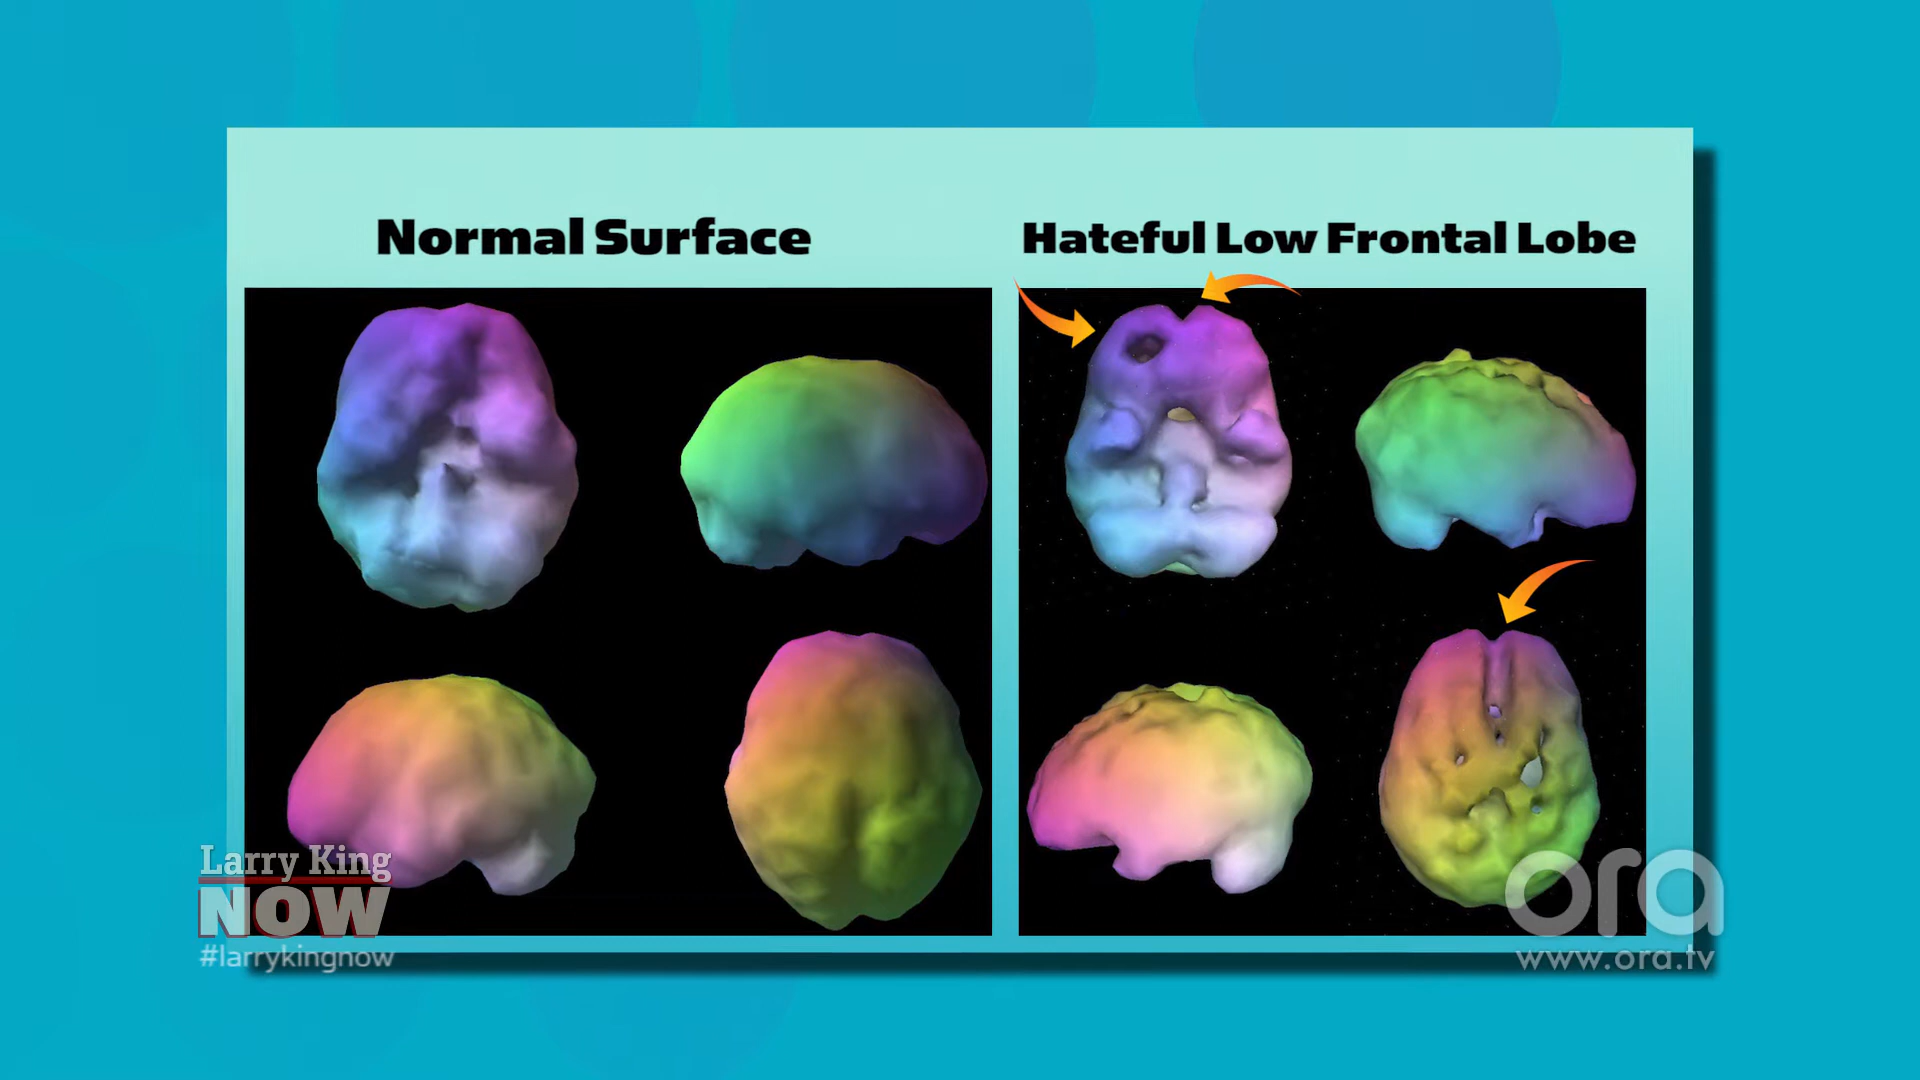 Normal Surface
Hateful Low Frontal Lobe
Larry King
NOW
#larrykingnow
ora
www.ora.tv